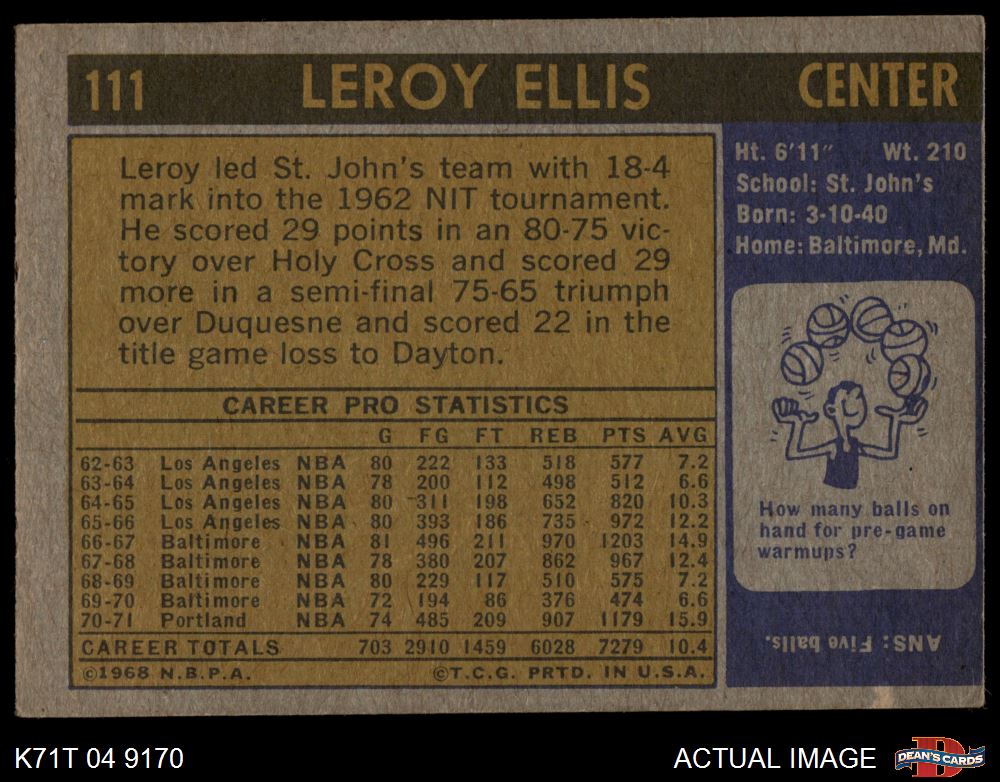 111 LEROY ELLIS CENTER
Leroy led St. John's team with 18-4
mark into the 1962 NIT tournament.
He scored 29 points in an 80-75 vic-
tory over Holy Cross and scored 29
more in a semi-final 75-65 triumph
over Duquesne and scored 22 in the
title game loss to Dayton.
Ht. 6'11" Wt. 210
School: St. John's
Born: 3-10-40
Home: Baltimore, Md.
How many balls on
hand for pre-game
warmups?
ANS: Five balls.
CAREER PRO STATISTICS
G FG FT REB PTS AVG
62-63 Los Angeles NBA 80 222 133 518 577 7.2
63-64 Los Angeles NBA 78 200 112 498 512 6.6
64-65 Los Angeles NBA 80 311 198 652 820 10.3
65-66 Los Angeles NBA 80 393 186 735 972 12.2
66-67 Baltimore NBA 81 496 211 970 1203 14.9
67-68 Baltimore NBA 78 380 207 862 967 12.4
68-69 Baltimore NBA 80 229 117 510 575 7.2
69-70 Baltimore NBA 72 194 86 376 474 6.6
70-71 Portland NBA 74 485 209 907 1179 15.9
CAREER TOTALS 703 2910 1459 6028 7279 10.4
©1968 N.B.P.A. ©T.C.G. PRTD. IN U.S.A.
K71T 04 9170 ACTUAL IMAGE DEAN'S CARDS